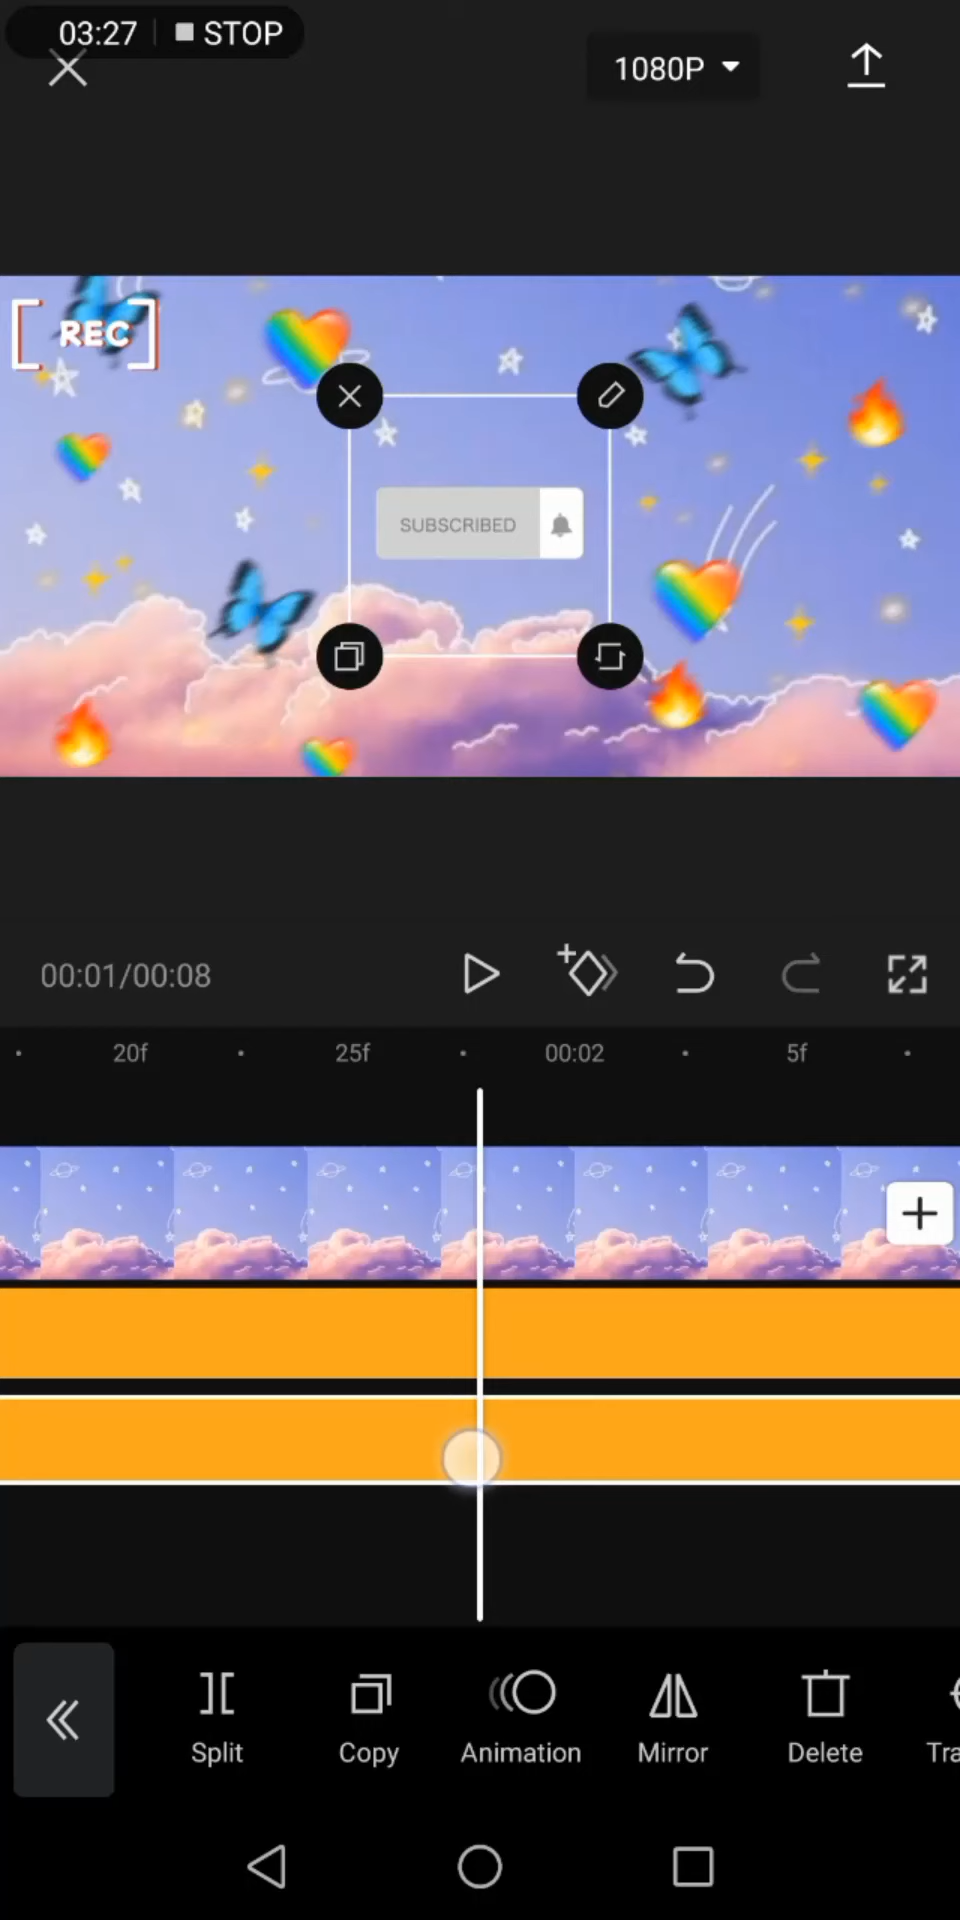 03:27 STOP
1080P
REC
SUBSCRIBED
00:01/00:08
20f 25f 00:02 5f
Split Copy Animation Mirror Delete Tra